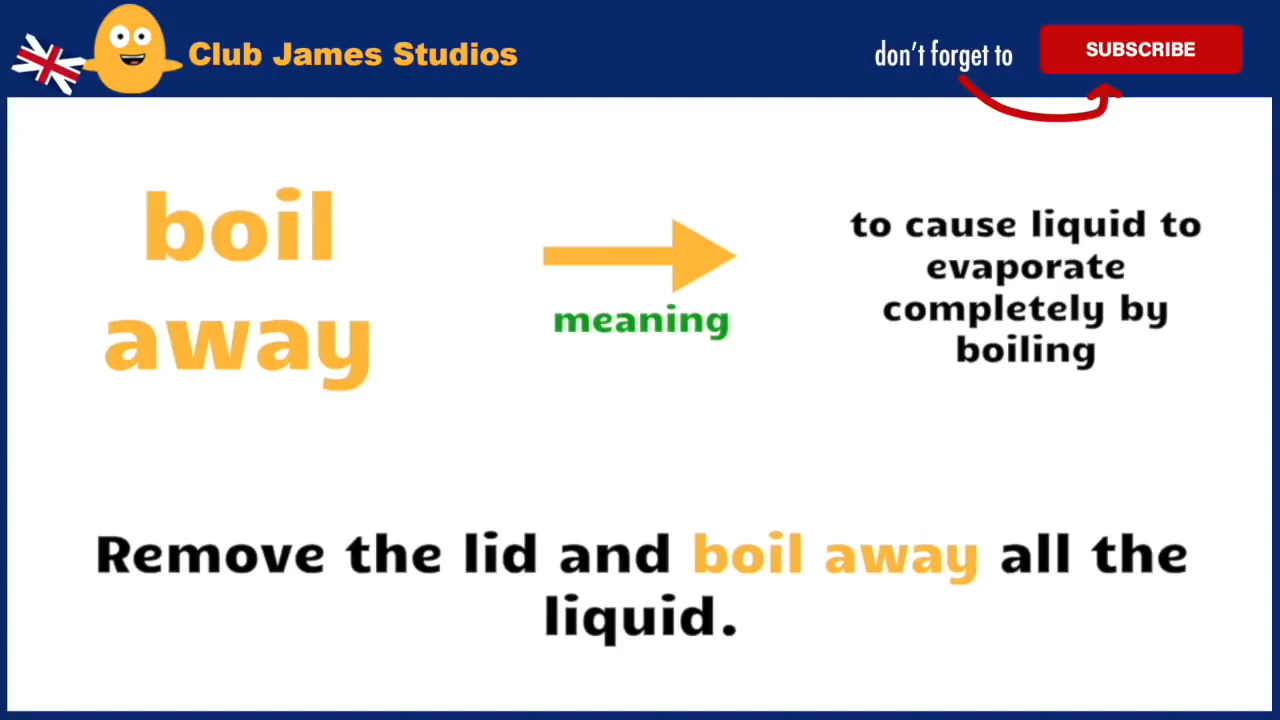 Club James Studios
don't forget to
SUBSCRIBE
boil
away
meaning
to cause liquid to
evaporate
completely by
boiling
Remove the lid and boil away all the
liquid.